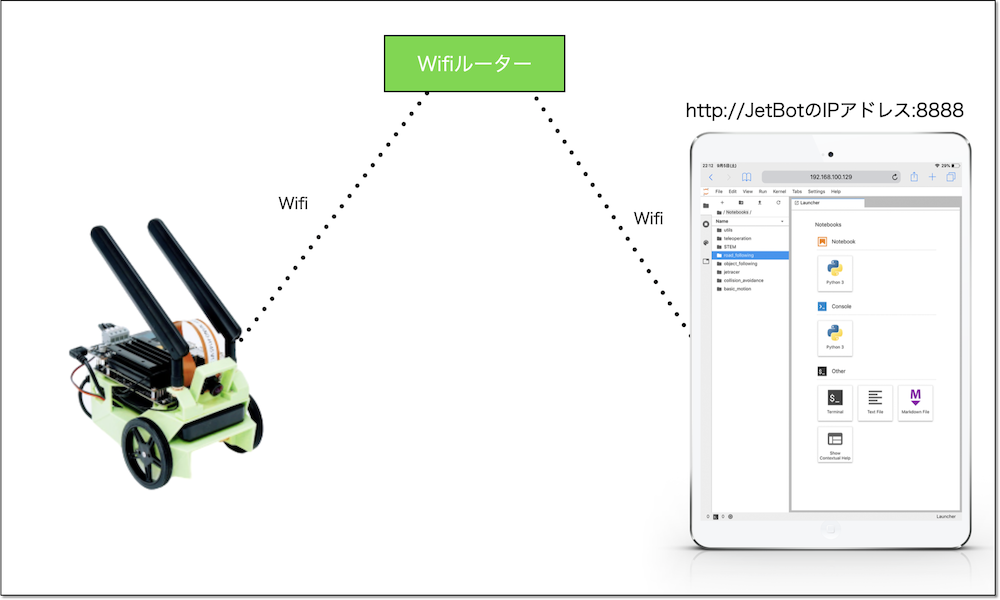 Wifiルーター
http://JetBotのIPアドレス:8888
Wifi
Wifi
23:12 9月5日(土)
29%
192.168.100.129
File Edit View Run Kernel Tabs Settings Help
Launcher
/ Notebooks /
Name
utils
teleoperation
STEM
road_following
object_following
jetracer
collision_avoidance
basic_motion
Notebooks
Notebook
Python 3
Console
Python 3
$_ Other
$_
Terminal
Text File
M
Markdown File
Show
Contextual Help
Launcher